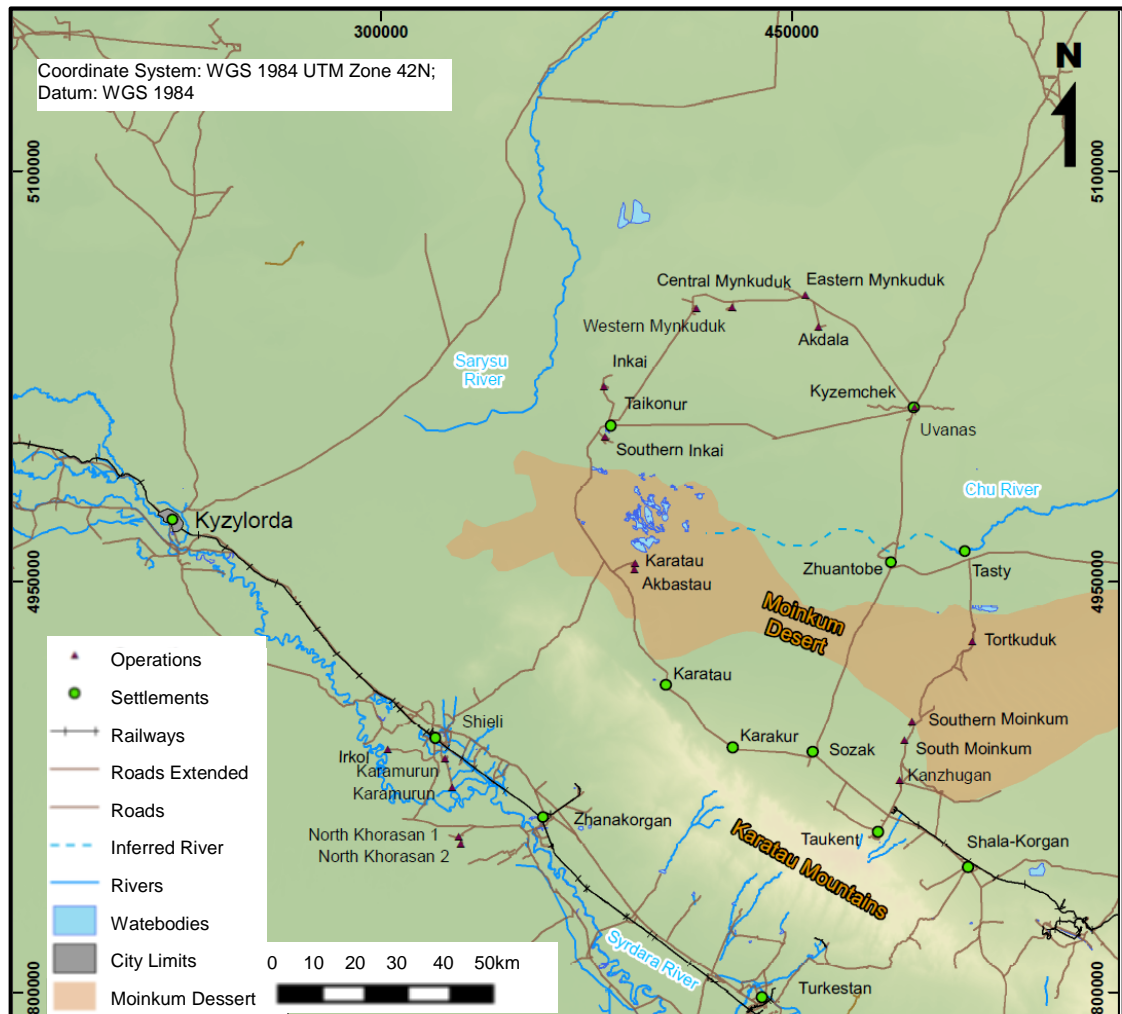 300000
450000
Coordinate System: WGS 1984 UTM Zone 42N;
Datum: WGS 1984
N
5100000
5100000
Central Mynkuduk
Eastern Mynkuduk
Western Mynkuduk
Akdala
Sarysu
River
Inkai
Kyzemchek
Taikonur
Uvanas
Southern Inkai
Chu River
Kyzylorda
Karatau
Akbastau
Zhuantobe
Tasty
4950000
4950000
Moinkum
Desert
Tortkuduk
Karatau
Southern Moinkum
Shieli
Karakur
Sozak
South Moinkum
Irkol
Karamurun
Karamurun
Kanzhugan
Zhanakorgan
North Khorasan 1
North Khorasan 2
Taukent
Shala-Korgan
Karatau Mountains
Syrdara River
Turkestan
Operations
Settlements
Railways
Roads Extended
Roads
Inferred River
Rivers
Watebodies
City Limits
Moinkum Dessert
0 10 20 30 40 50km
800000
800000